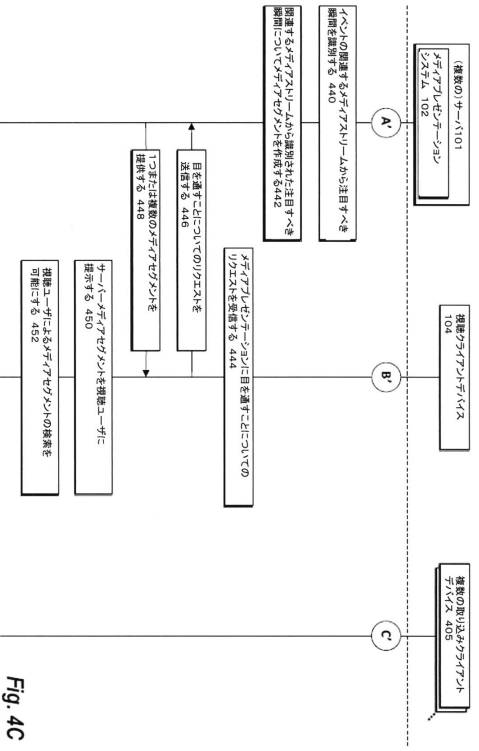 (複数の)サーバ101
メディアプレゼンテーション
システム 102
視聴クライアントデバイス
104
複数の取り込みクライアント
デバイス 405
A'
B'
C'
イベントの関連するメディアストリームから注目すべき
瞬間を識別する 440
関連するメディアストリームから識別された注目すべき
瞬間についてメディアセグメントを作成する442
メディアプレゼンテーションに目を通すことについての
リクエストを受信する 444
目を通すことについてのリクエストを
送信する 446
1つまたは複数のメディアセグメントを
提供する 448
サーバーメディアセグメントを視聴ユーザに
提示する 450
視聴ユーザによるメディアセグメントの検索を
可能にする 452
Fig. 4C